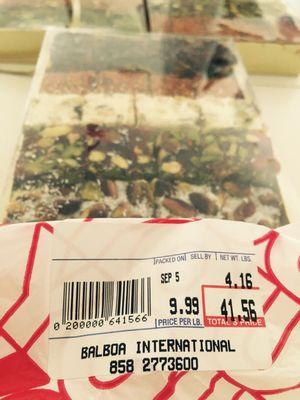 PACKED ON SELL BY NET WT. LBS.
SEP 5 4.16
9.99 41.56
PRICE PER LB. TOTAL $ PRICE
0 200000 641566
BALBOA INTERNATIONAL
858 2773600